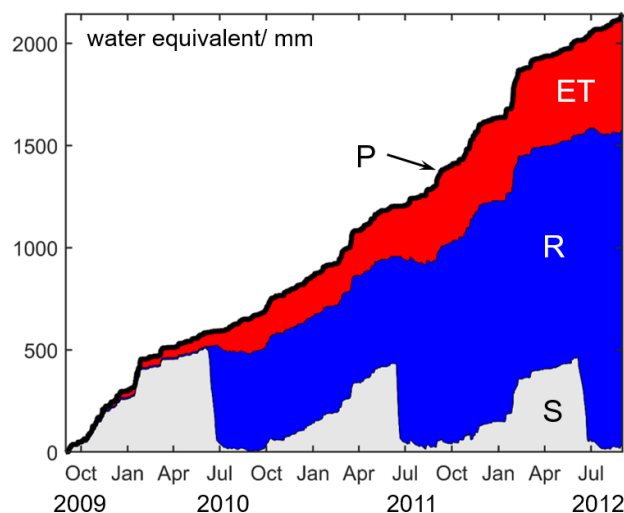 water equivalent/ mm
2000
1500
1000
500
0
ET
P
R
S
Oct Jan Apr Jul Oct Jan Apr Jul Oct Jan Apr Jul
2009 2010 2011 2012